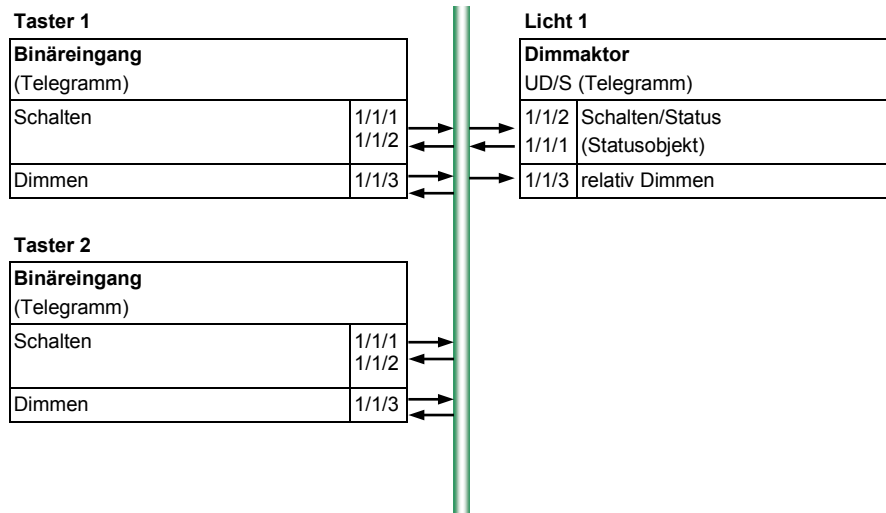 Taster 1
Binäreingang
(Telegramm)
Schalten 1/1/1
1/1/2
Dimmen 1/1/3
Licht 1
Dimmaktor
UD/S (Telegramm)
1/1/2 Schalten/Status
1/1/1 (Statusobjekt)
1/1/3 relativ Dimmen
Taster 2
Binäreingang
(Telegramm)
Schalten 1/1/1
1/1/2
Dimmen 1/1/3